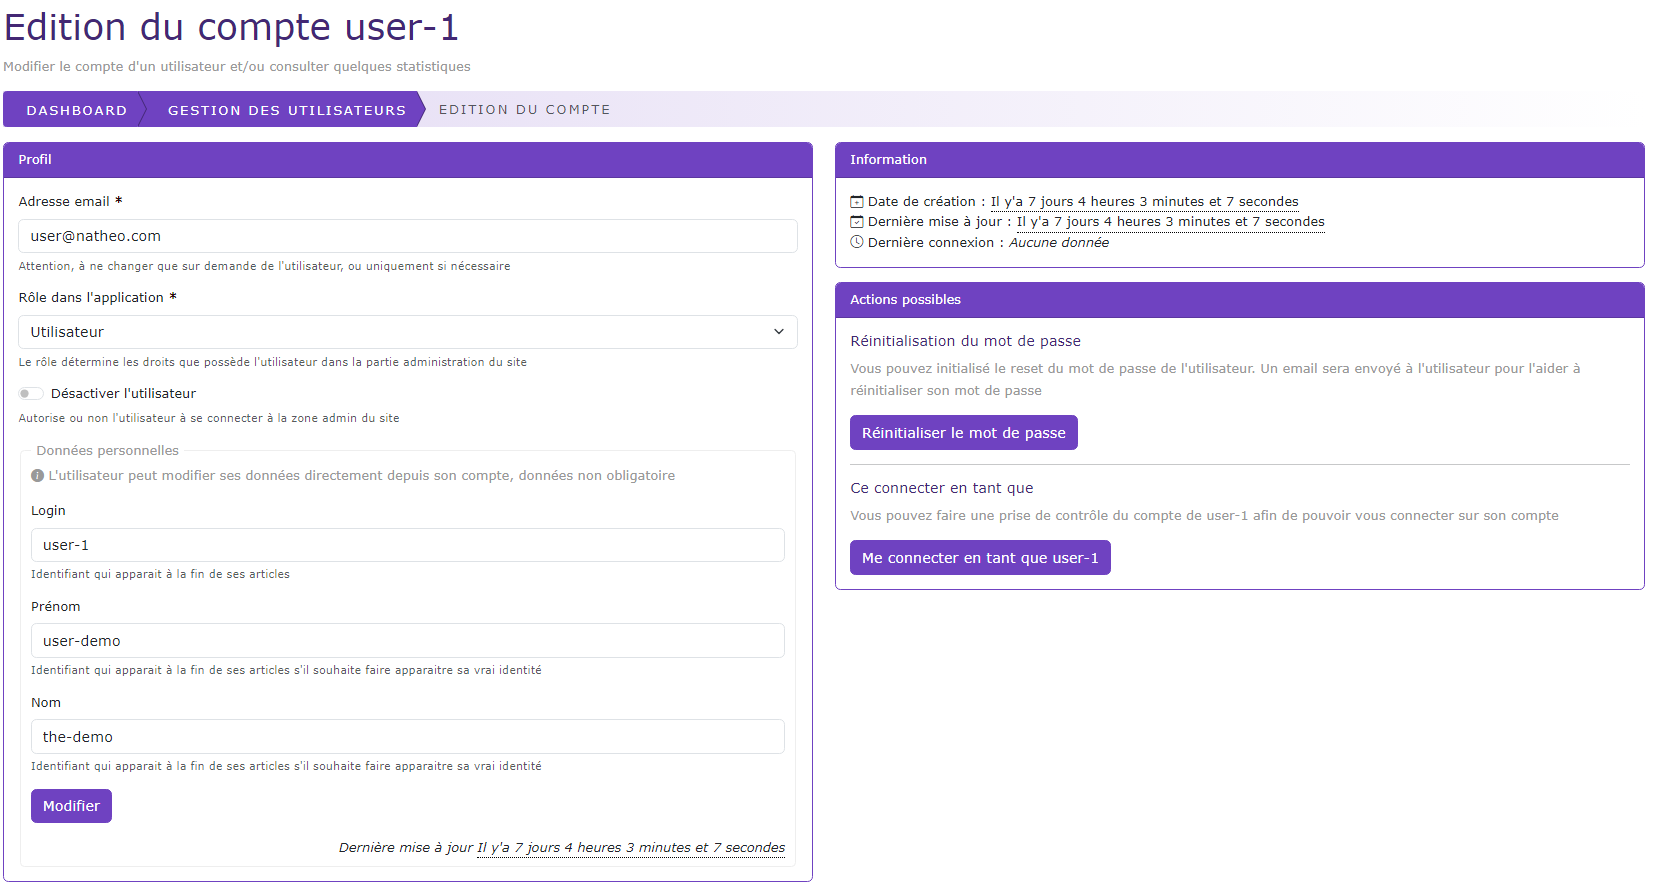 Edition du compte user-1
Modifier le compte d'un utilisateur et/ou consulter quelques statistiques
DASHBOARD
GESTION DES UTILISATEURS
EDITION DU COMPTE
Profil
Adresse email *
user@natheo.com
Attention, à ne changer que sur demande de l'utilisateur, ou uniquement si nécessaire
Rôle dans l'application *
Utilisateur
Le rôle détermine les droits que possède l'utilisateur dans la partie administration du site
Désactiver l'utilisateur
Autorise ou non l'utilisateur à se connecter à la zone admin du site
Données personnelles
L'utilisateur peut modifier ses données directement depuis son compte, données non obligatoire
Login
user-1
Identifiant qui apparait à la fin de ses articles
Prénom
user-demo
Identifiant qui apparait à la fin de ses articles s'il souhaite faire apparaitre sa vrai identité
Nom
the-demo
Identifiant qui apparait à la fin de ses articles s'il souhaite faire apparaitre sa vrai identité
Modifier
Dernière mise à jour Il y'a 7 jours 4 heures 3 minutes et 7 secondes
Information
Date de création : Il y'a 7 jours 4 heures 3 minutes et 7 secondes
Dernière mise à jour : Il y'a 7 jours 4 heures 3 minutes et 7 secondes
Dernière connexion : Aucune donnée
Actions possibles
Réinitialisation du mot de passe
Vous pouvez initialisé le reset du mot de passe de l'utilisateur. Un email sera envoyé à l'utilisateur pour l'aider à
réinitialiser son mot de passe
Réinitialiser le mot de passe
Ce connecter en tant que
Vous pouvez faire une prise de contrôle du compte de user-1 afin de pouvoir vous connecter sur son compte
Me connecter en tant que user-1